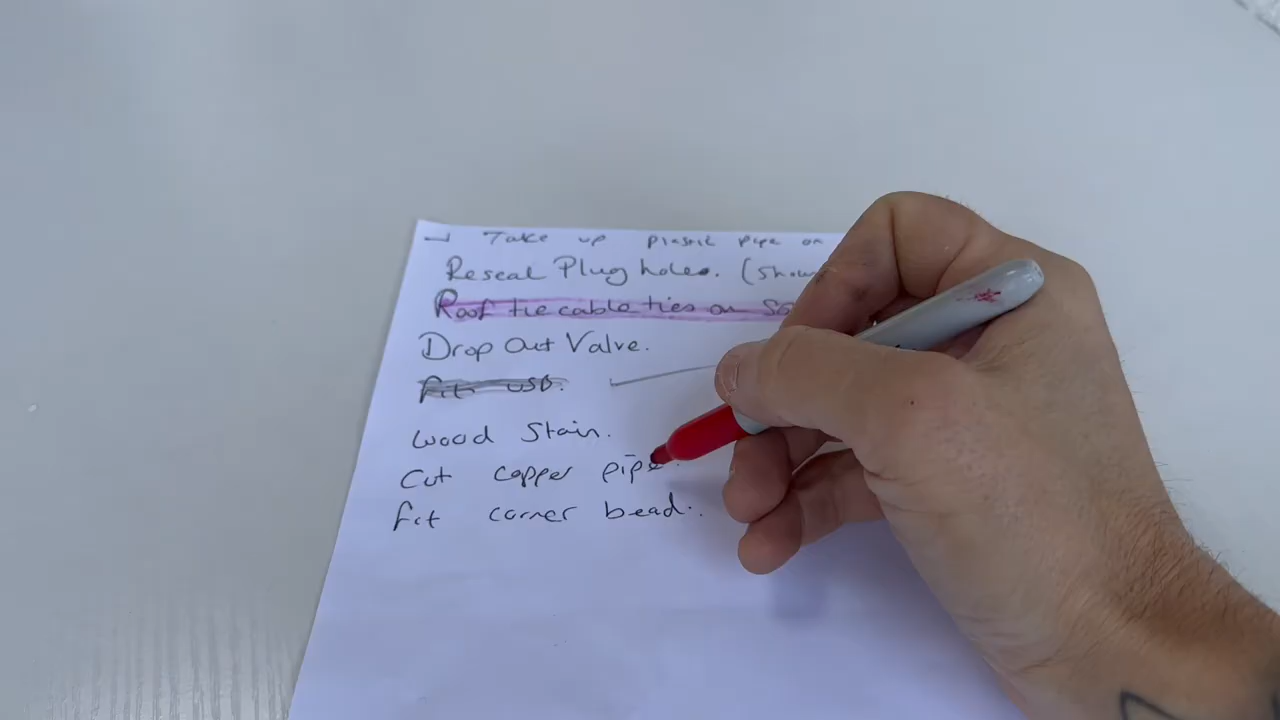 Take up plastic pipe on
Reseal Plug holes. (show
Roof tie cable ties on
Drop Out Valve.
fit USB.
Wood Stain.
Cut copper pipe.
fit corner bead.